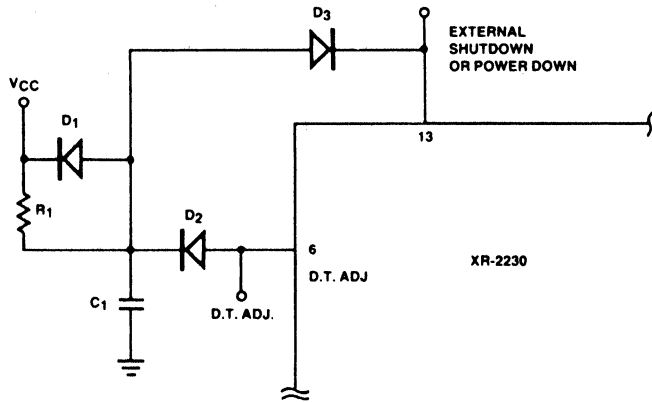 D3
EXTERNAL
SHUTDOWN
OR POWER DOWN
VCC
D1
13
R1
D2
6
XR-2230
D.T. ADJ
C1
D.T. ADJ.